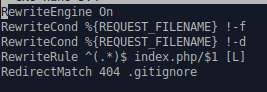 RewriteEngine On
RewriteCond %{REQUEST_FILENAME} !-f
RewriteCond %{REQUEST_FILENAME} !-d
RewriteRule ^(.*)$ index.php/$1 [L]
RedirectMatch 404 .gitignore